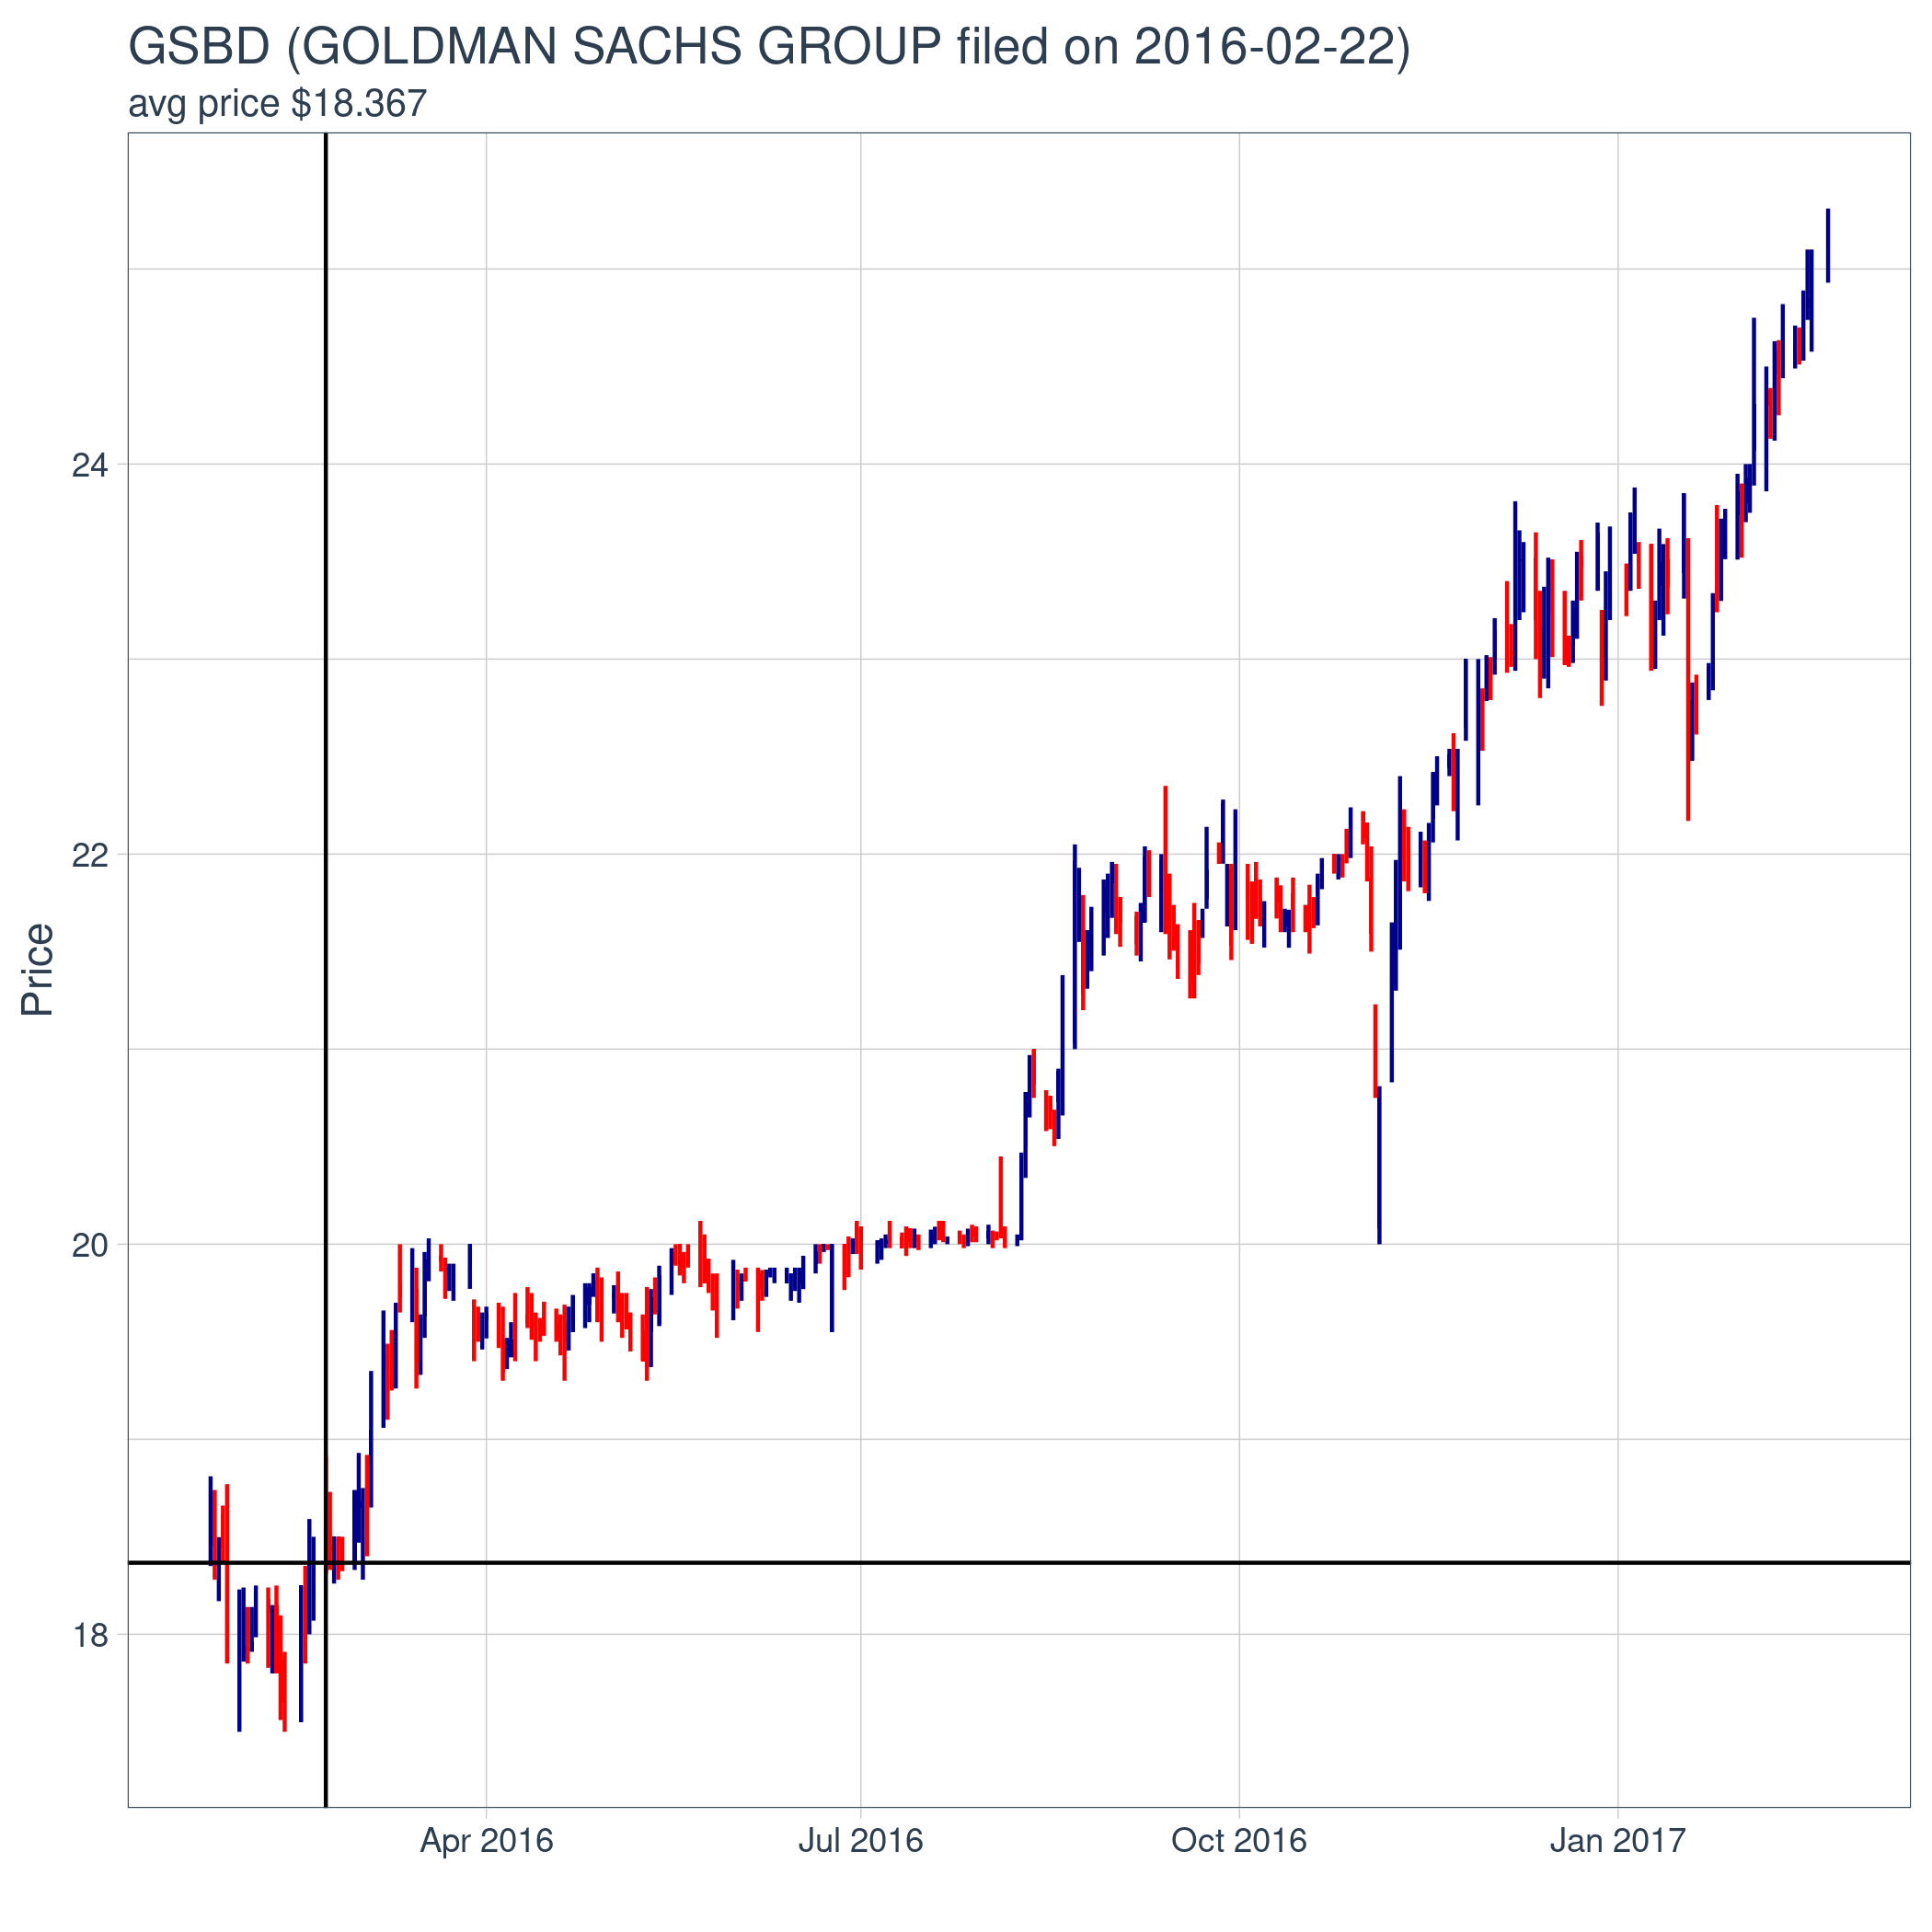 GSBD (GOLDMAN SACHS GROUP filed on 2016-02-22)
avg price $18.367
24
22
20
18
Price
Apr 2016
Jul 2016
Oct 2016
Jan 2017